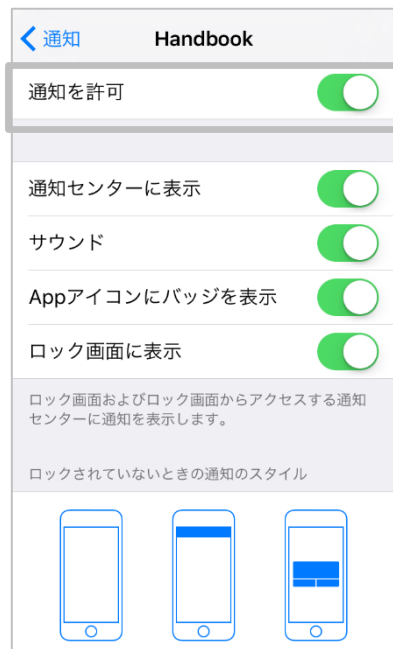 通知 Handbook
通知を許可
通知センターに表示
サウンド
Appアイコンにバッジを表示
ロック画面に表示
ロック画面およびロック画面からアクセスする通知
センターに通知を表示します。
ロックされていないときの通知のスタイル